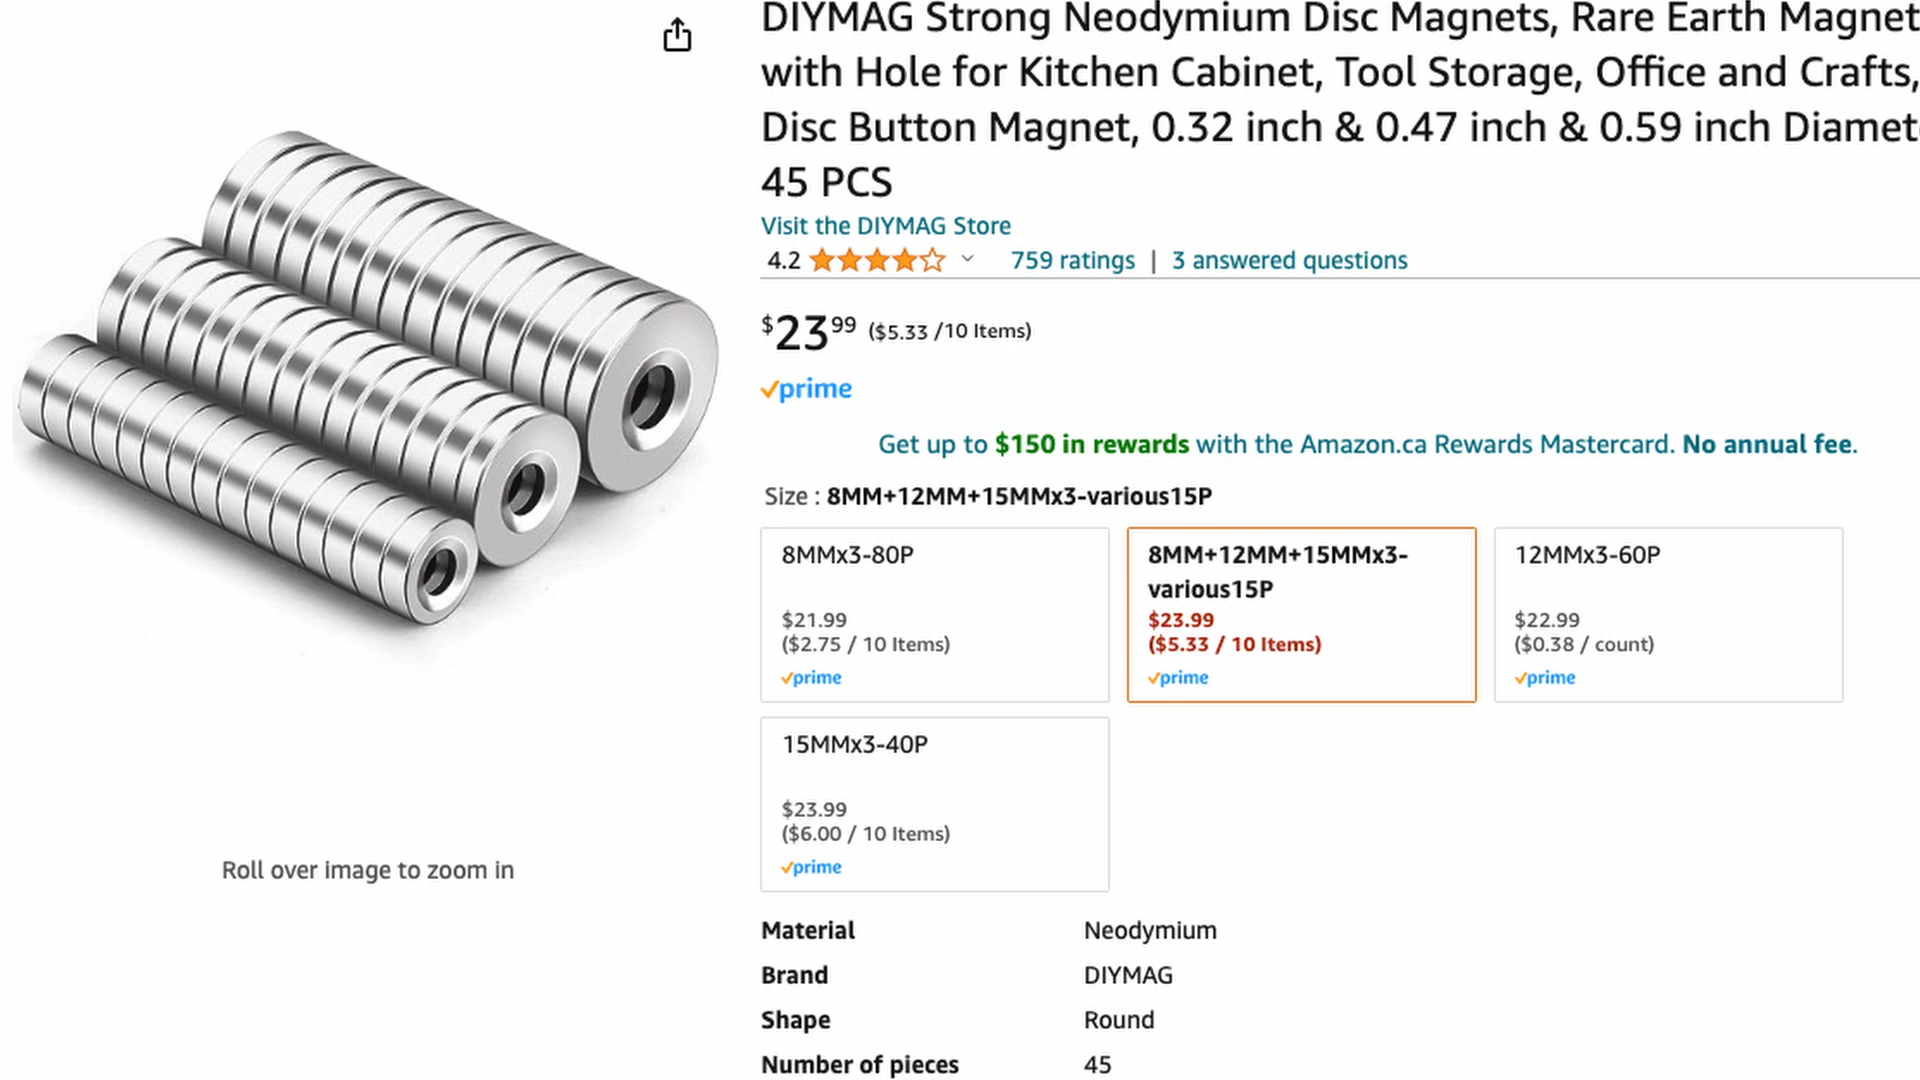 DIYMAG Strong Neodymium Disc Magnets, Rare Earth Magnet
with Hole for Kitchen Cabinet, Tool Storage, Office and Crafts,
Disc Button Magnet, 0.32 inch & 0.47 inch & 0.59 inch Diamet
45 PCS
Visit the DIYMAG Store
4.2 759 ratings | 3 answered questions
$23 99 ($5.33 /10 Items)
prime
Get up to $150 in rewards with the Amazon.ca Rewards Mastercard. No annual fee.
Size : 8MM+12MM+15MMx3-various15P
8MMx3-80P
$21.99
($2.75 / 10 Items)
prime
8MM+12MM+15MMx3-
various15P
$23.99
($5.33 / 10 Items)
prime
12MMx3-60P
$22.99
($0.38 / count)
prime
15MMx3-40P
$23.99
($6.00 / 10 Items)
prime
Roll over image to zoom in
Material Neodymium
Brand DIYMAG
Shape Round
Number of pieces 45